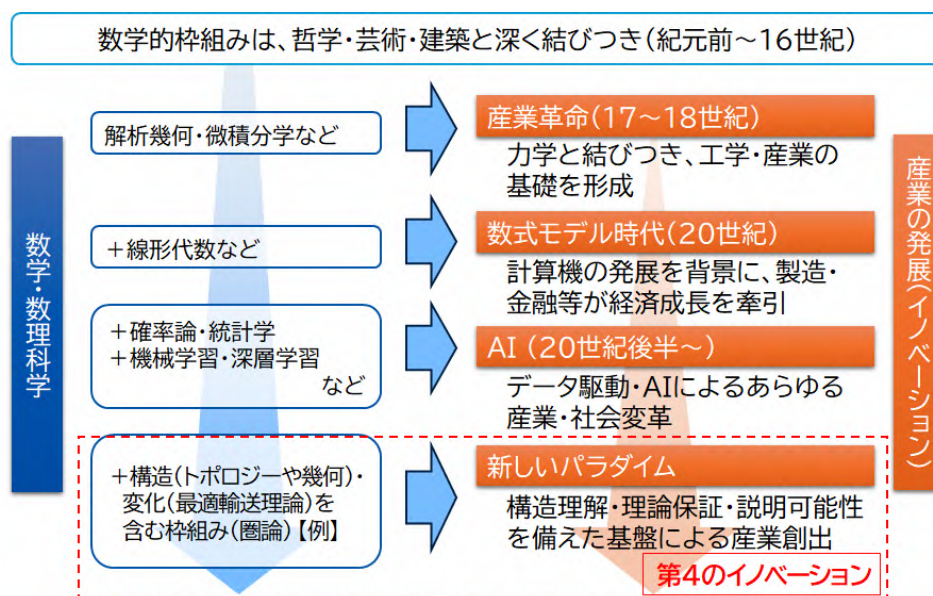 数学的枠組みは、哲学・芸術・建築と深く結びつき(紀元前～16世紀)
数学・数理科学
解析幾何・微積分学など
産業革命(17～18世紀)
力学と結びつき、工学・産業の
基礎を形成
＋線形代数など
数式モデル時代(20世紀)
計算機の発展を背景に、製造・
金融等が経済成長を牽引
＋確率論・統計学
＋機械学習・深層学習
など
AI (20世紀後半～)
データ駆動・AIによるあらゆる
産業・社会変革
＋構造(トポロジーや幾何)・
変化(最適輸送理論)を
含む枠組み(圏論)【例】
新しいパラダイム
構造理解・理論保証・説明可能性
を備えた基盤による産業創出
第4のイノベーション
産業の発展(イノベーション)